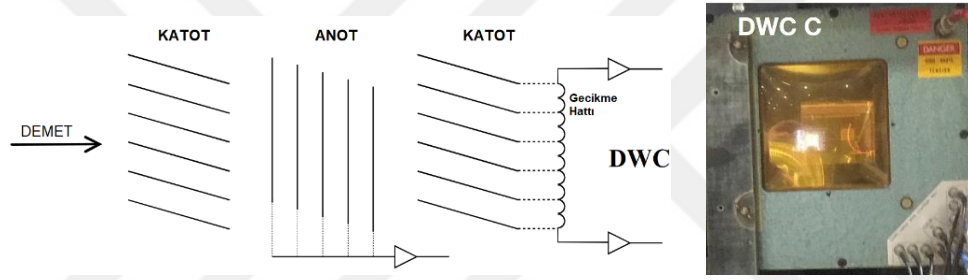 KATOT
ANOT
KATOT
DEMET
Gecikme
Hattı
DWC
DWC C
DANGER